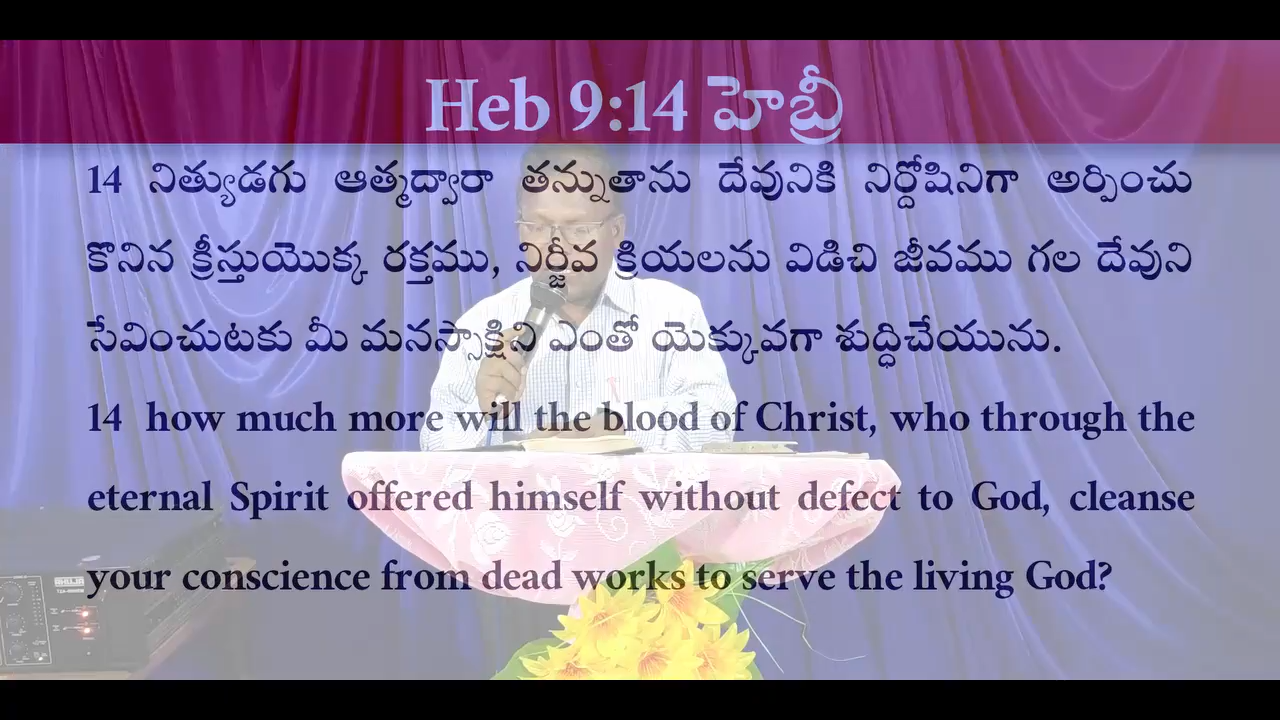 Heb 9:14 హెబ్రీ
14 నిత్యుడగు ఆత్మద్వారా తన్నుతాను దేవునికి నిర్దోషినిగా అర్పించు
కొనిన క్రీస్తుయొక్క రక్తము, నిర్జీవ క్రియలను విడిచి జీవము గల దేవుని
సేవించుటకు మీ మనస్సాక్షిని ఎంతో యెక్కువగా శుద్ధిచేయును.
14 how much more will the blood of Christ, who through the
eternal Spirit offered himself without defect to God, cleanse
your conscience from dead works to serve the living God?
AHUJA